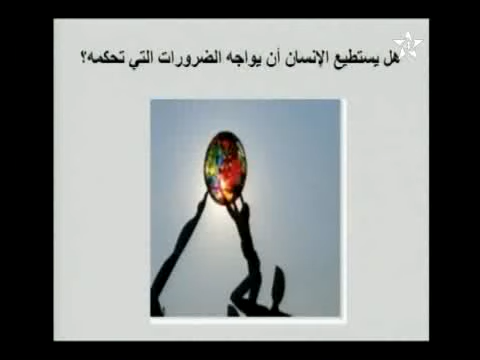 هل يستطيع الإنسان أن يواجه الضرورات التي تحكمه؟